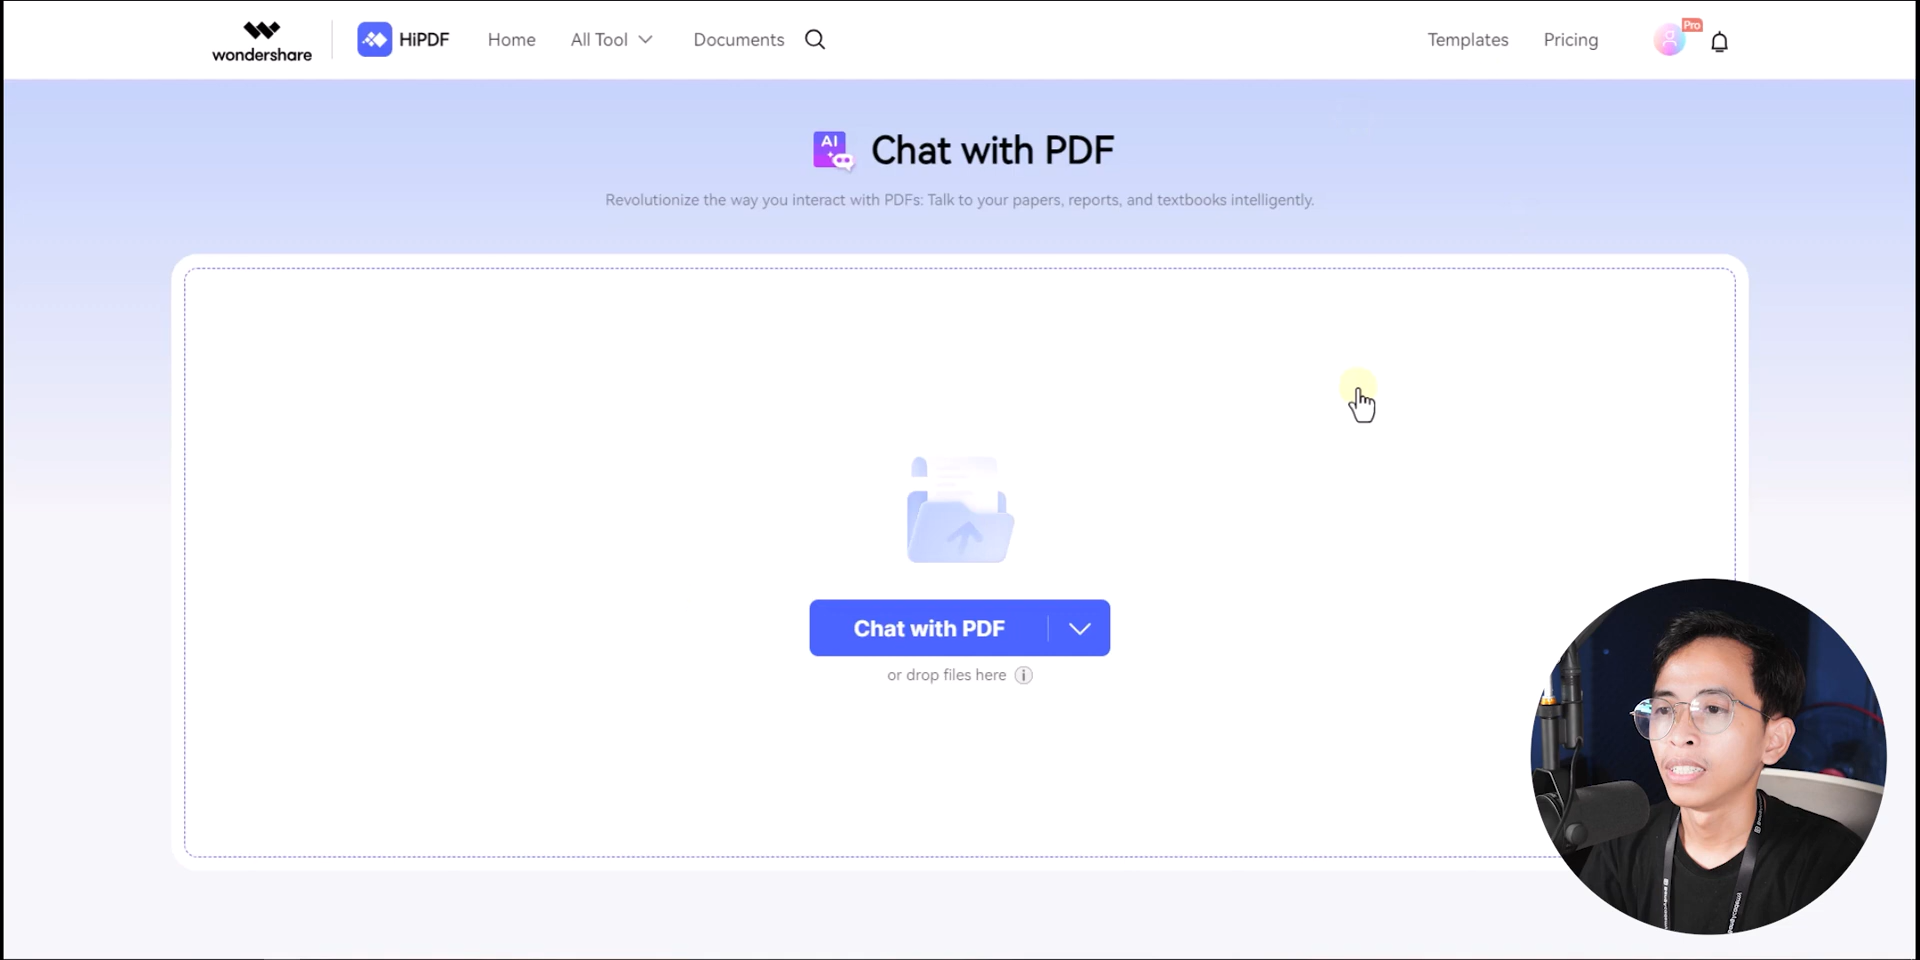 wondershare
HiPDF
Home
All Tool
Documents
Templates
Pricing
Pro
AI
Chat with PDF
Revolutionize the way you interact with PDFs: Talk to your papers, reports, and textbooks intelligently.
Chat with PDF
or drop files here